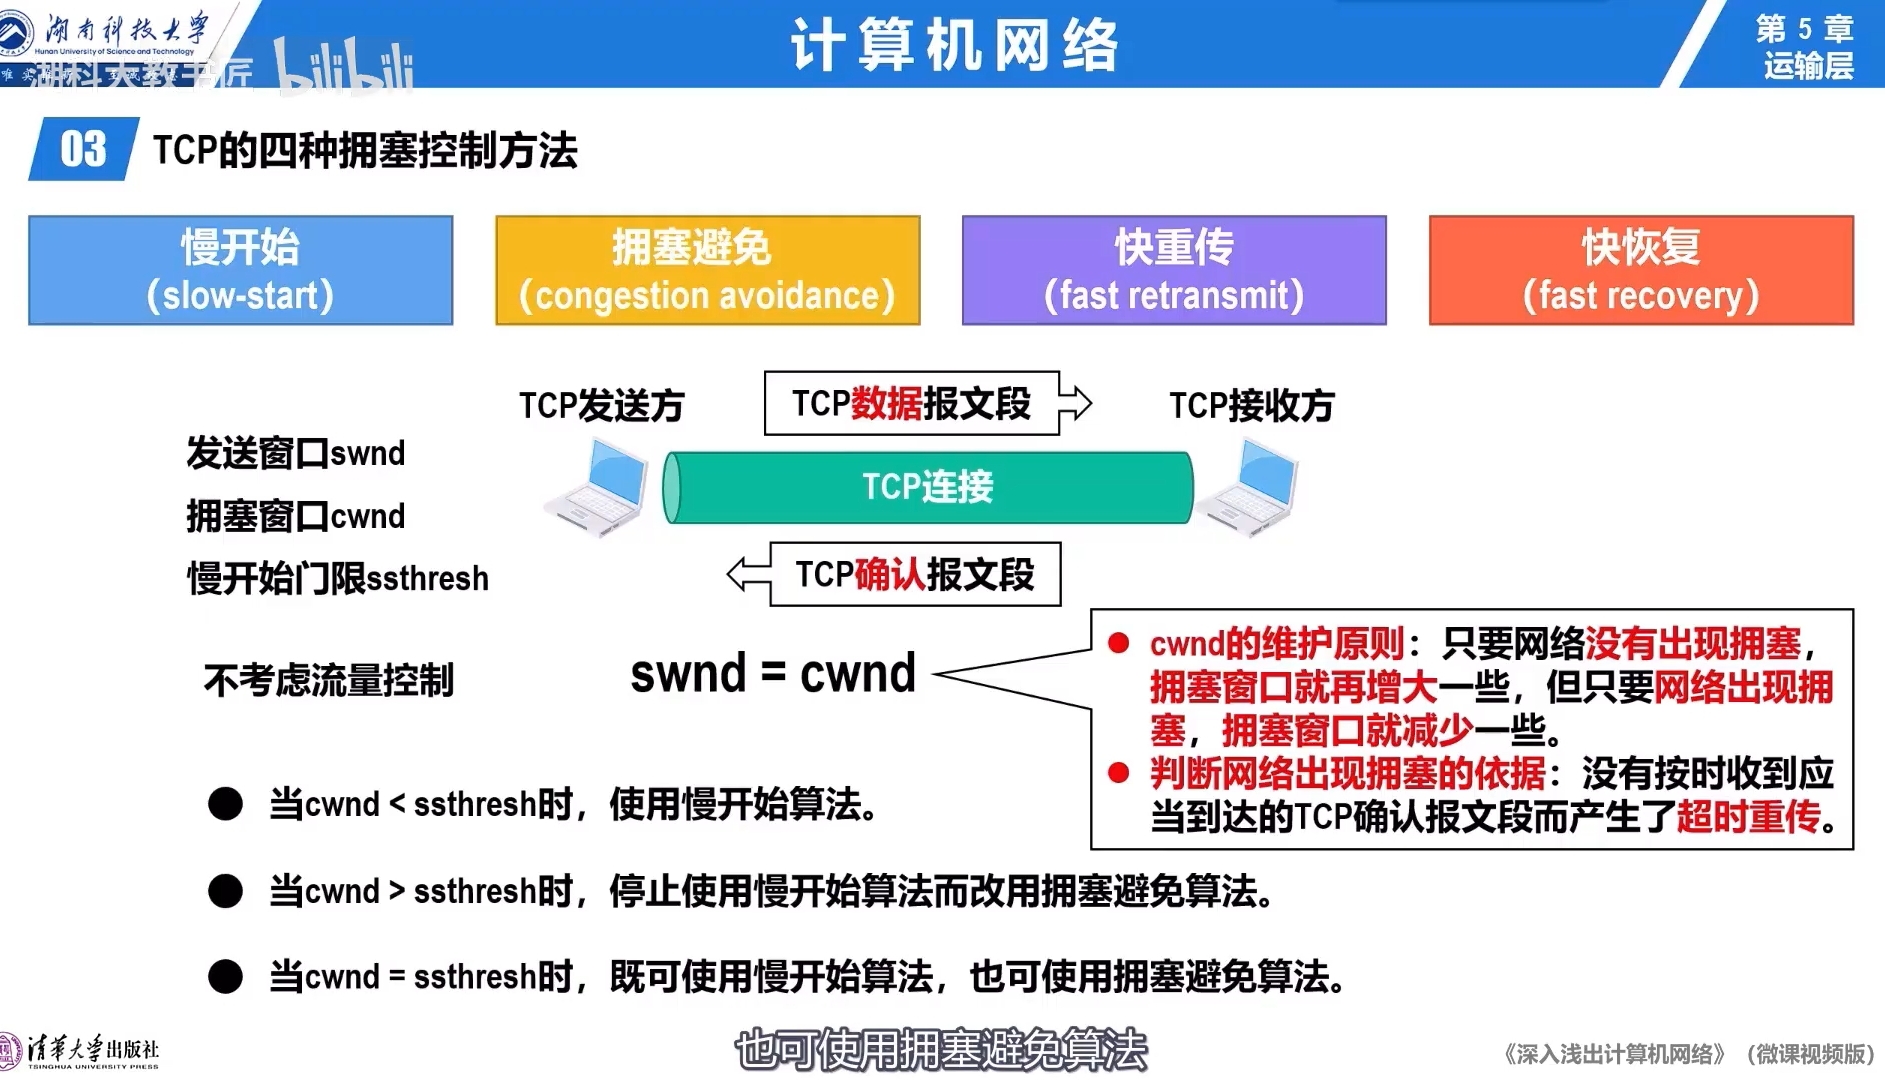 湖南科技大学
Hunan University of Science and Technology
湖科大教书匠 bilibili
计算机网络
第 5 章
运输层
03 TCP的四种拥塞控制方法
慢开始
(slow-start)
拥塞避免
(congestion avoidance)
快重传
(fast retransmit)
快恢复
(fast recovery)
TCP发送方
TCP数据报文段
TCP接收方
发送窗口swnd
拥塞窗口cwnd
慢开始门限ssthresh
TCP连接
TCP确认报文段
不考虑流量控制
swnd = cwnd
● cwnd的维护原则：只要网络没有出现拥塞，
拥塞窗口就再增大一些，但只要网络出现拥
塞，拥塞窗口就减少一些。
● 判断网络出现拥塞的依据：没有按时收到应
当到达的TCP确认报文段而产生了超时重传。
● 当cwnd < ssthresh时，使用慢开始算法。
● 当cwnd > ssthresh时，停止使用慢开始算法而改用拥塞避免算法。
● 当cwnd = ssthresh时，既可使用慢开始算法，也可使用拥塞避免算法。
也可使用拥塞避免算法
清华大学出版社
TSINGHUA UNIVERSITY PRESS
《深入浅出计算机网络》（微课视频版）